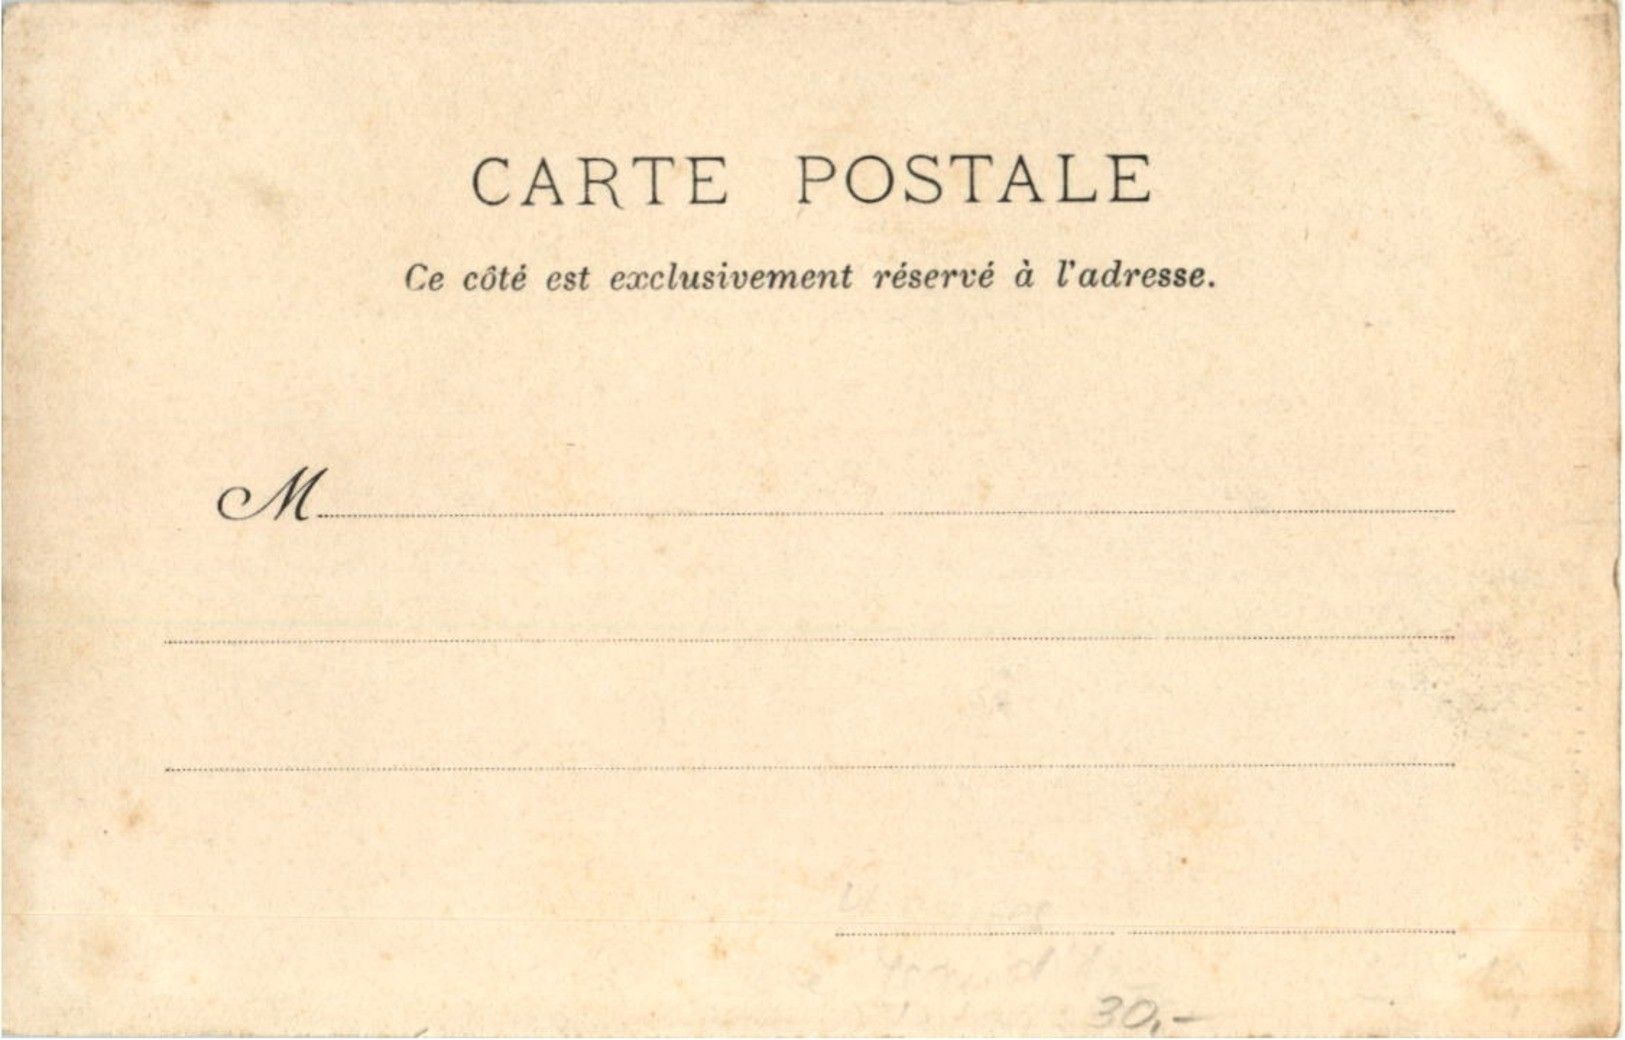 CARTE POSTALE
Ce côté est exclusivement réservé à l'adresse.
M
30,-